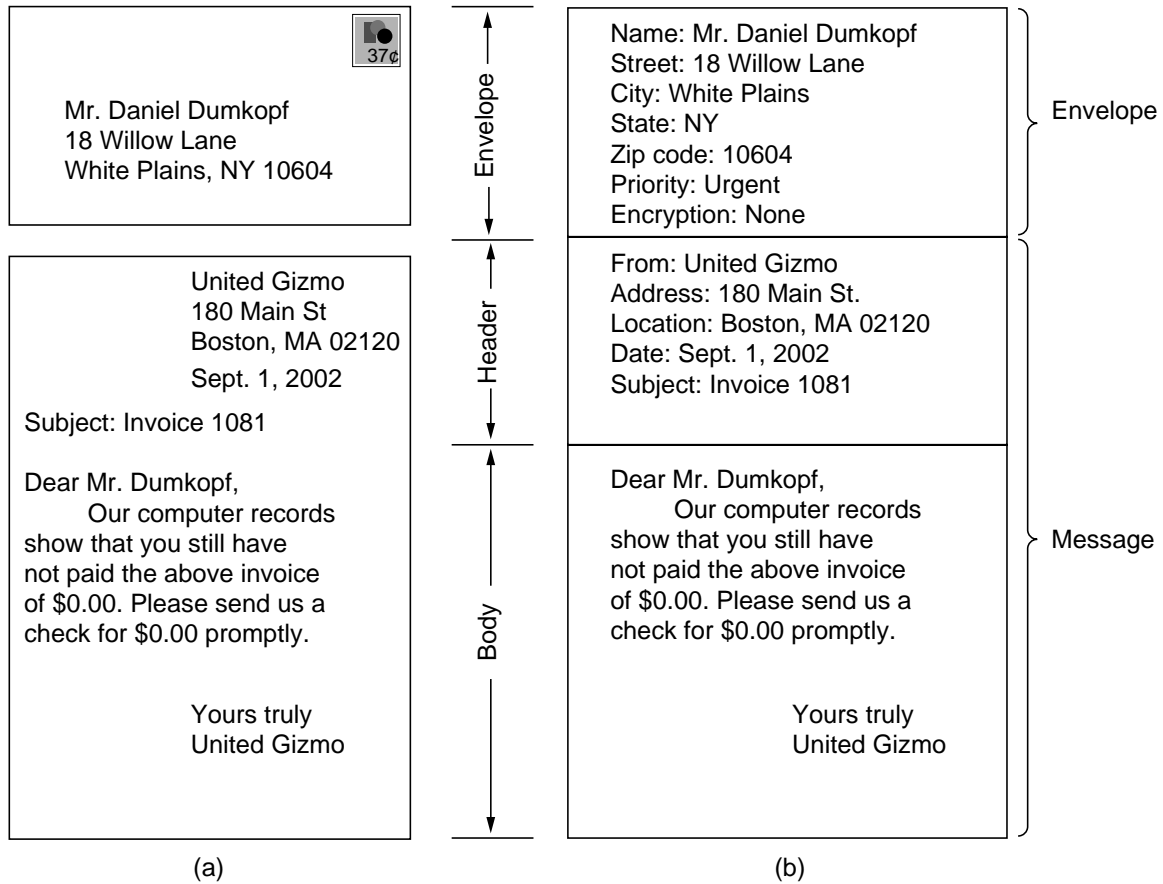 37¢
Mr. Daniel Dumkopf
18 Willow Lane
White Plains, NY 10604
United Gizmo
180 Main St
Boston, MA 02120
Sept. 1, 2002
Subject: Invoice 1081
Dear Mr. Dumkopf,
Our computer records
show that you still have
not paid the above invoice
of $0.00. Please send us a
check for $0.00 promptly.
Yours truly
United Gizmo
(a)
Envelope
Header
Body
Name: Mr. Daniel Dumkopf
Street: 18 Willow Lane
City: White Plains
State: NY
Zip code: 10604
Priority: Urgent
Encryption: None
From: United Gizmo
Address: 180 Main St.
Location: Boston, MA 02120
Date: Sept. 1, 2002
Subject: Invoice 1081
Dear Mr. Dumkopf,
Our computer records
show that you still have
not paid the above invoice
of $0.00. Please send us a
check for $0.00 promptly.
Yours truly
United Gizmo
(b)
Envelope
Message